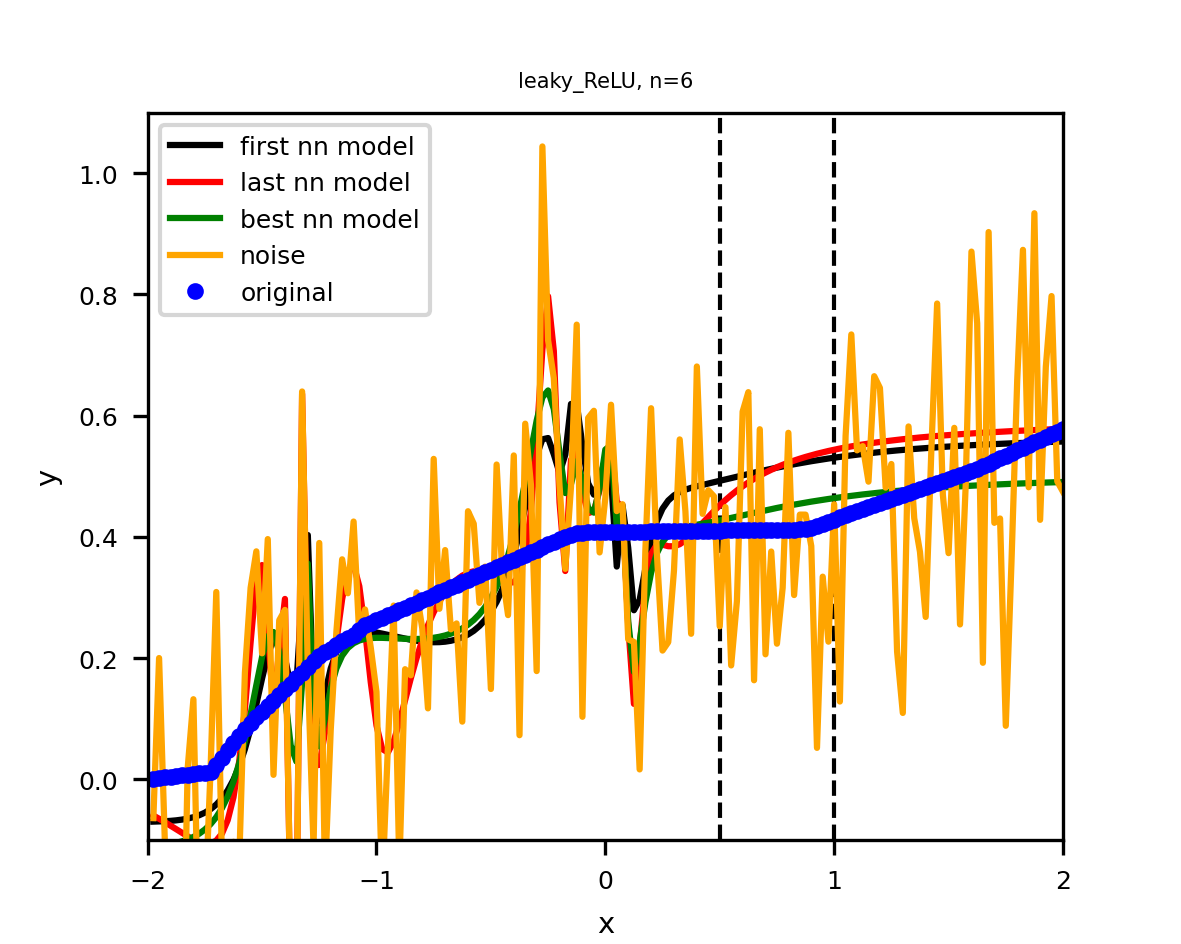 leaky_ReLU, n=6
first nn model
last nn model
best nn model
noise
original
1.0
0.8
0.6
0.4
0.2
0.0
y
−2
−1
0
1
2
x